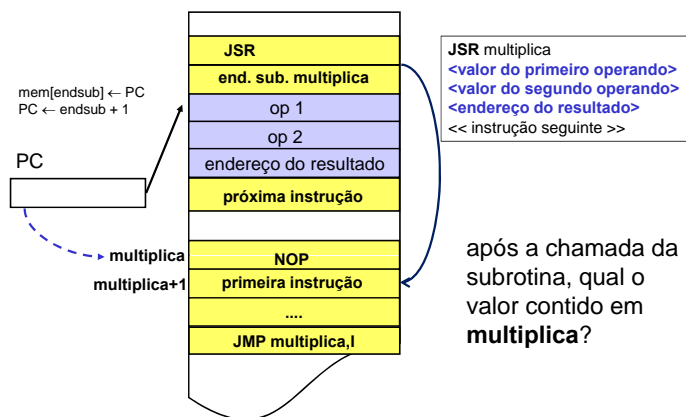 mem[endsub] ← PC
PC ← endsub + 1
PC
JSR
end. sub. multiplica
op 1
op 2
endereço do resultado
próxima instrução
multiplica
NOP
multiplica+1
primeira instrução
....
JMP multiplica,I
JSR multiplica
<valor do primeiro operando>
<valor do segundo operando>
<endereço do resultado>
<< instrução seguinte >>
após a chamada da
subrotina, qual o
valor contido em
multiplica?